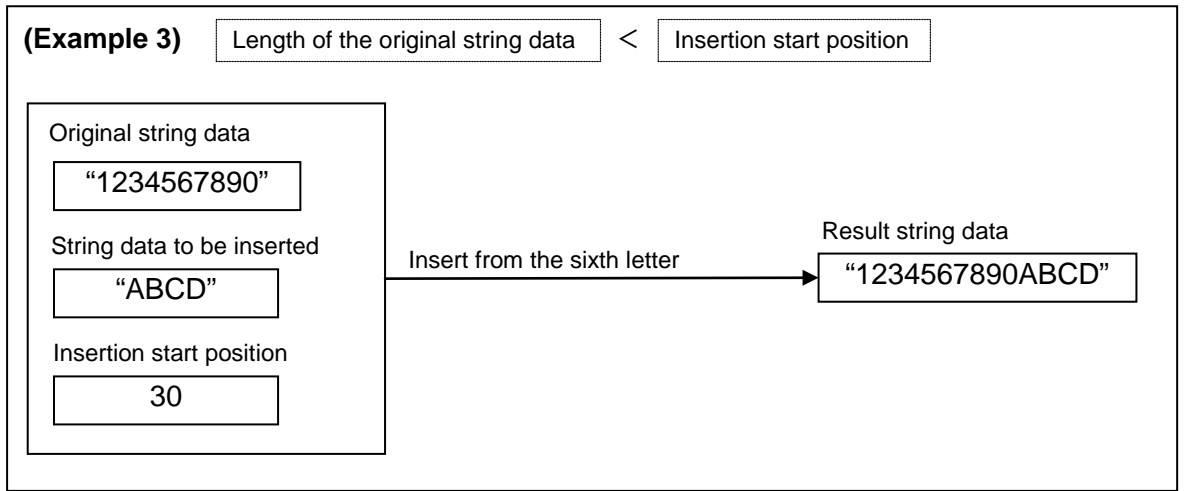 (Example 3) Length of the original string data < Insertion start position
Original string data
“1234567890”
String data to be inserted
“ABCD”
Insertion start position
30
Insert from the sixth letter
Result string data
“1234567890ABCD”